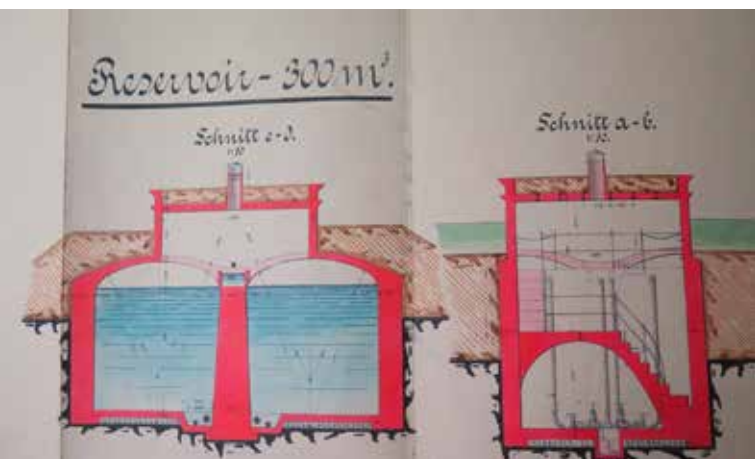 Reservoir - 300 m³.
Schnitt c-d.
Schnitt a-b.